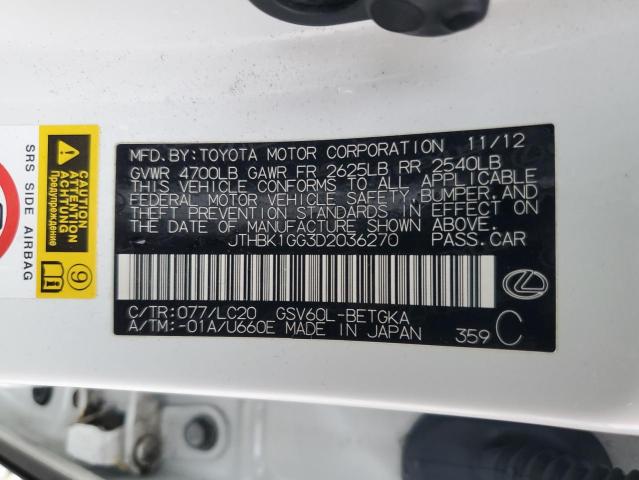 MFD.BY:TOYOTA MOTOR CORPORATION 11/12
GVWR 4700LB GAWR FR 2625LB RR 2540LB
THIS VEHICLE CONFORMS TO ALL APPLICABLE
FEDERAL MOTOR VEHICLE SAFETY,BUMPER,AND
THEFT PREVENTION STANDARDS IN EFFECT ON
THE DATE OF MANUFACTURE SHOWN ABOVE.
JTHBK1GG3D2036270 PASS.CAR
C/TR:077/LC20 GSV60L-BETGKA
A/TM:-01A/U660E MADE IN JAPAN 359 C
SRS SIDE AIRBAG
ATTENTION
ACHTUNG
Предупреждение
9